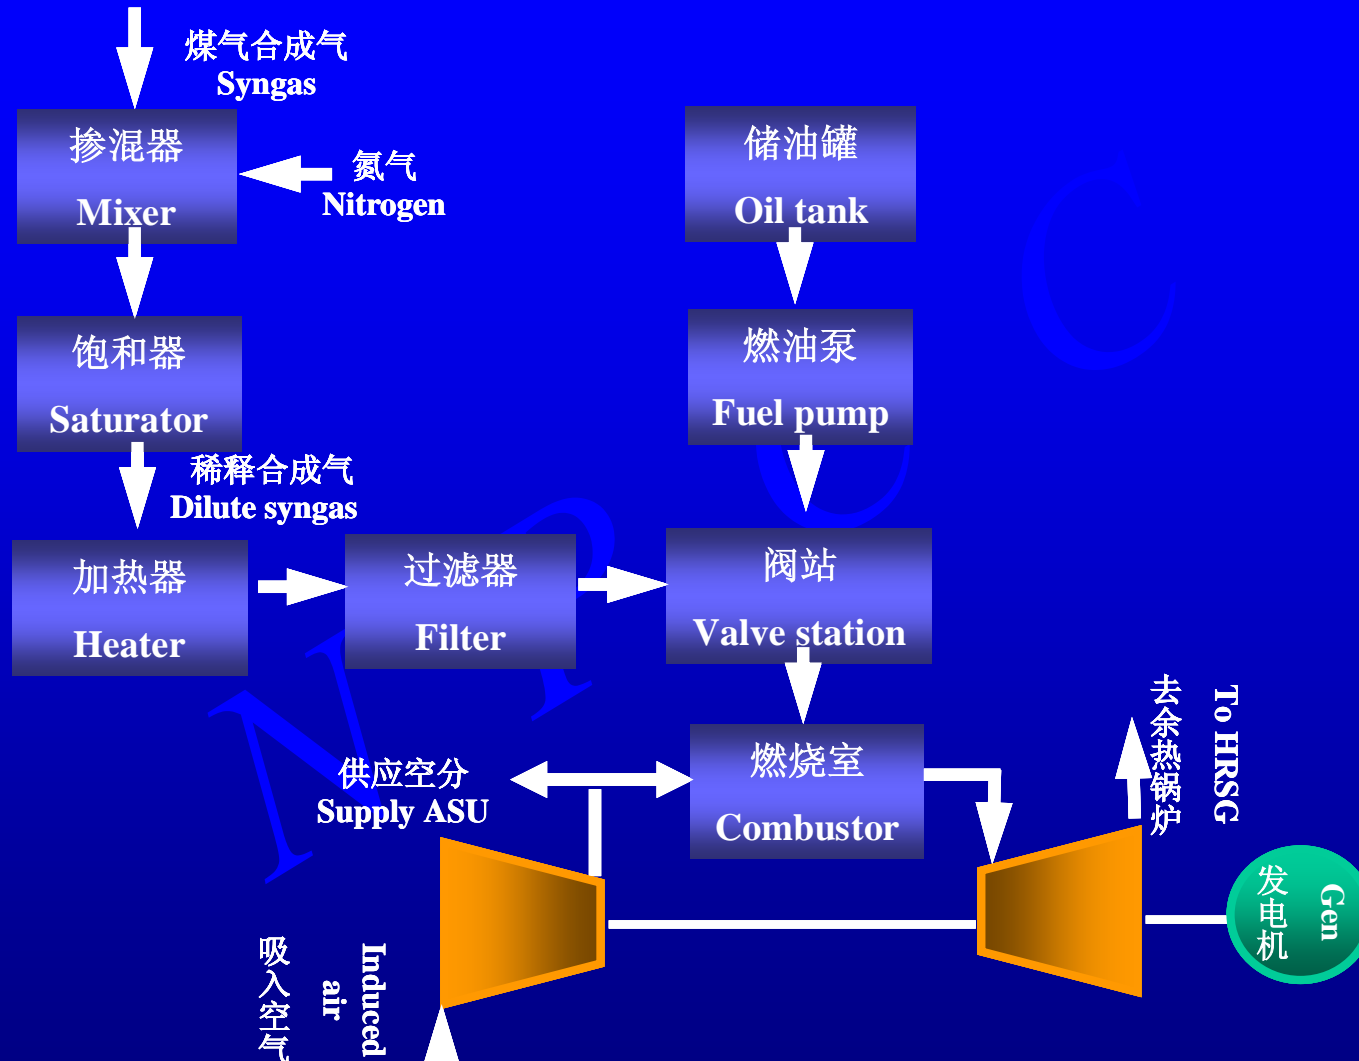 煤气合成气
Syngas
掺混器
Mixer
氮气
Nitrogen
储油罐
Oil tank
饱和器
Saturator
燃油泵
Fuel pump
稀释合成气
Dilute syngas
加热器
Heater
过滤器
Filter
阀站
Valve station
去余热锅炉
To HRSG
供应空分
Supply ASU
燃烧室
Combustor
发电机
Gen
吸入空气
Induced
air
N P C C